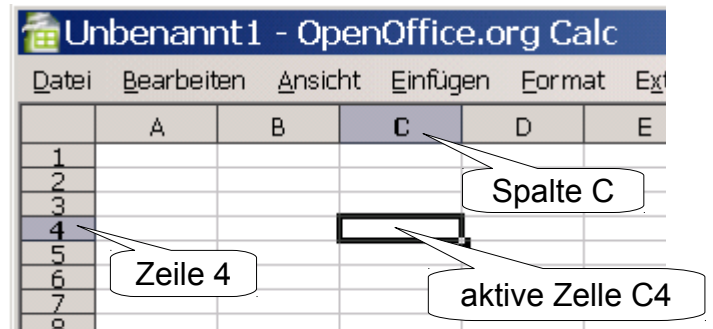 Unbenannt1 - OpenOffice.org Calc
Datei Bearbeiten Ansicht Einfügen Format
A B C D E
1
2
Spalte C
3
4
5
Zeile 4
6
aktive Zelle C4
7
8